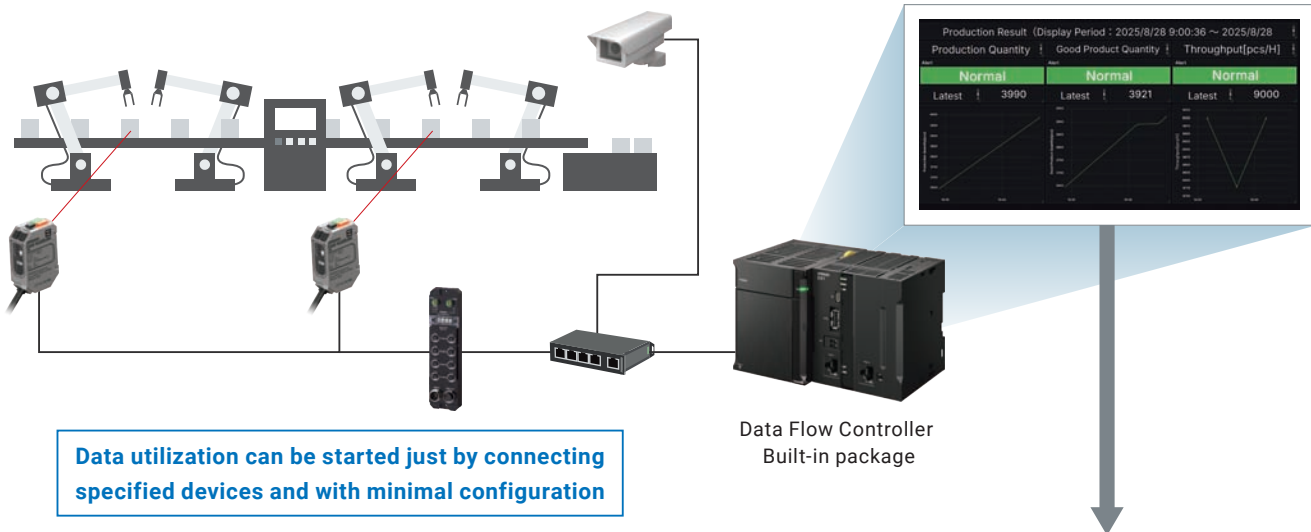 Production Result (Display Period : 2025/8/28 9:00:36 ～ 2025/8/28
Production Quantity Good Product Quantity Throughput[pcs/H]
Alert
Normal Normal Normal
Latest 3990 Latest 3921 Latest 9000
Data Flow Controller
Built-in package
Data utilization can be started just by connecting
specified devices and with minimal configuration